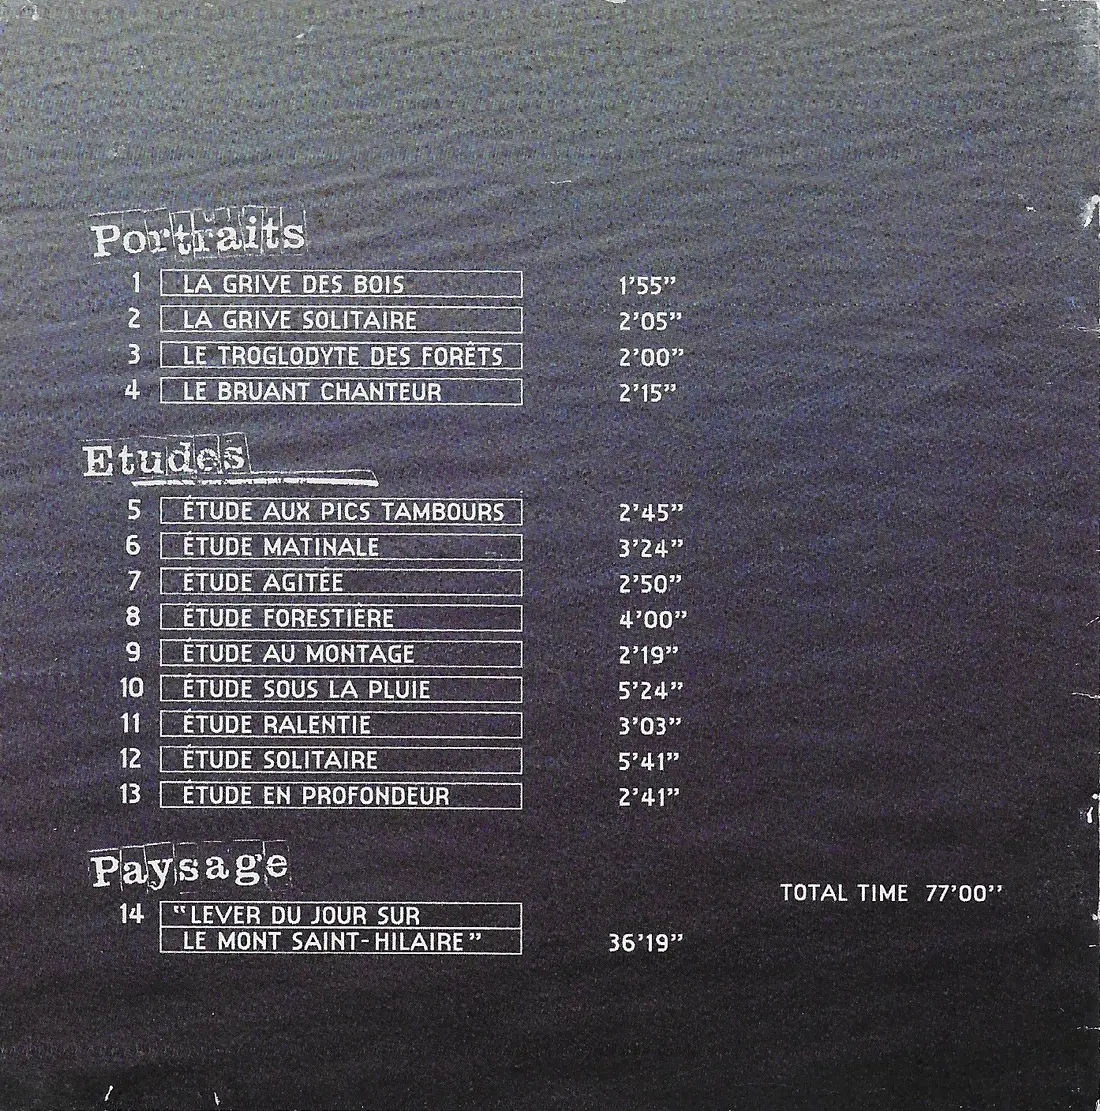 Portraits
1 LA GRIVE DES BOIS 1'55"
2 LA GRIVE SOLITAIRE 2'05"
3 LE TROGLODYTE DES FORÊTS 2'00"
4 LE BRUANT CHANTEUR 2'15"
Etudes
5 ÉTUDE AUX PICS TAMBOURS 2'45"
6 ÉTUDE MATINALE 3'24"
7 ÉTUDE AGITÉE 2'50"
8 ÉTUDE FORESTIÈRE 4'00"
9 ÉTUDE AU MONTAGE 2'19"
10 ÉTUDE SOUS LA PLUIE 5'24"
11 ÉTUDE RALENTIE 3'03"
12 ÉTUDE SOLITAIRE 5'41"
13 ÉTUDE EN PROFONDEUR 2'41"
Paysage
TOTAL TIME 77'00"
14 "LEVER DU JOUR SUR
LE MONT SAINT-HILAIRE" 36'19"